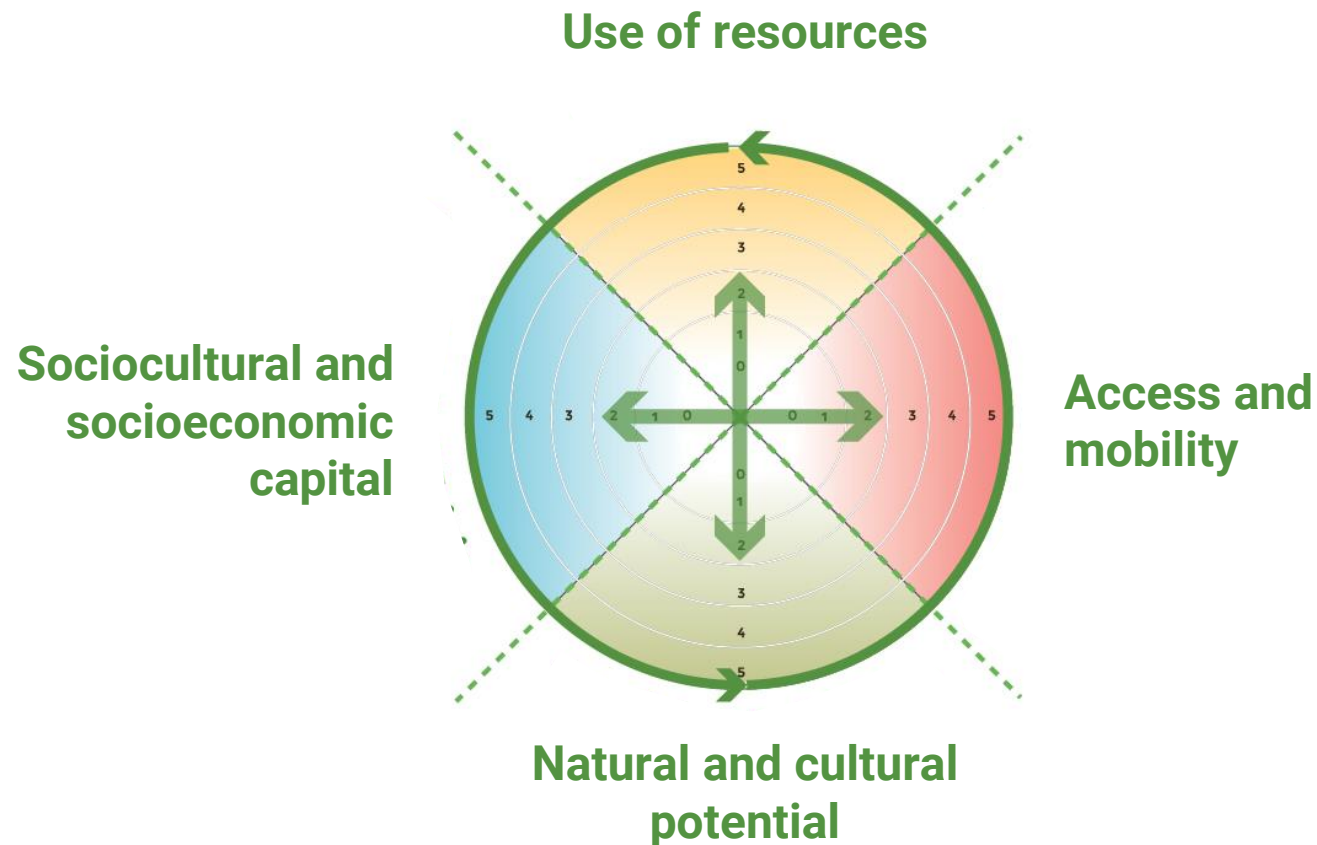 Use of resources
5
4
3
2
1
0
Sociocultural and
socioeconomic
capital
5 4 3 2 1 0 0 1 2 3 4 5
Access and
mobility
0
1
2
3
4
5
Natural and cultural
potential